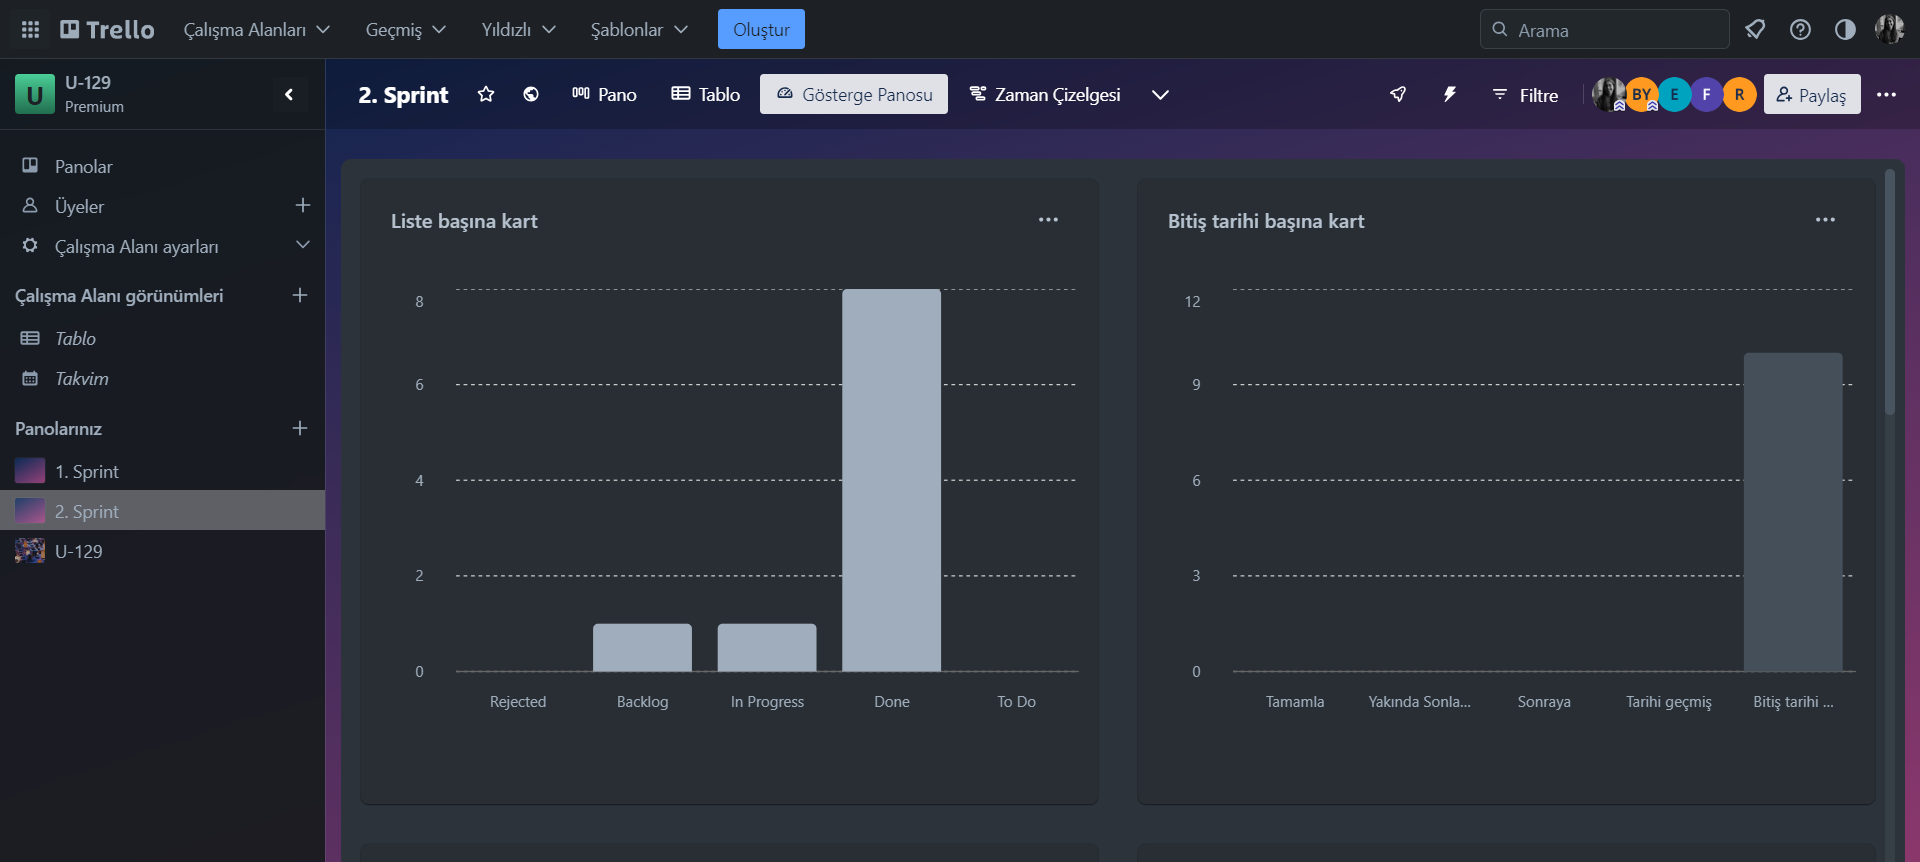 Trello Çalışma Alanları Geçmiş Yıldızlı Şablonlar Oluştur Arama
U U-129
Premium
2. Sprint Pano Tablo Gösterge Panosu Zaman Çizelgesi Filtre BY E F R Paylaş
Panolar
Üyeler
Çalışma Alanı ayarları
Çalışma Alanı görünümleri
Tablo
Takvim
Panolarınız
1. Sprint
2. Sprint
U-129
Liste başına kart
8
6
4
2
0
Rejected Backlog In Progress Done To Do
Bitiş tarihi başına kart
12
9
6
3
0
Tamamla Yakında Sonla... Sonraya Tarihi geçmiş Bitiş tarihi ...